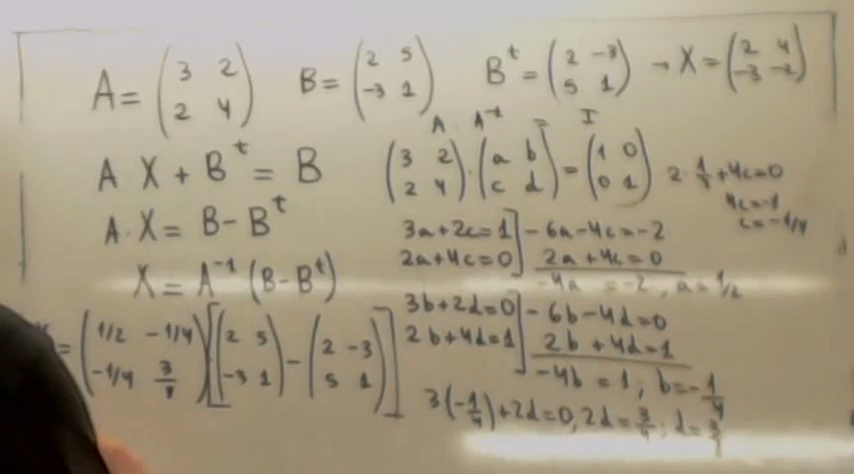 A = (3 2 / 2 4) B = (2 5 / -3 1) B^t = (2 -3 / 5 1) → X = (2 4 / -3 -2)
A · X + B^t = B
A · X = B - B^t
X = A^-1 (B - B^t)
= (1/2 -1/4 / -1/4 3/8) [(2 5 / -3 1) - (2 -3 / 5 1)]
A · A^-1 = I
(3 2 / 2 4) · (a b / c d) = (1 0 / 0 1)
3a+2c=1 ] -6a-4c=-2
2a+4c=0 ] 2a+4c=0
-4a = -2 ; a=1/2
2 · 1/2 + 4c=0
4c=-1
c=-1/4
3b+2d=0 ] -6b-4d=0
2b+4d=1 ] 2b+4d=1
-4b = 1 ; b=-1/4
3(-1/4)+2d=0, 2d=3/4 ; d=3/8